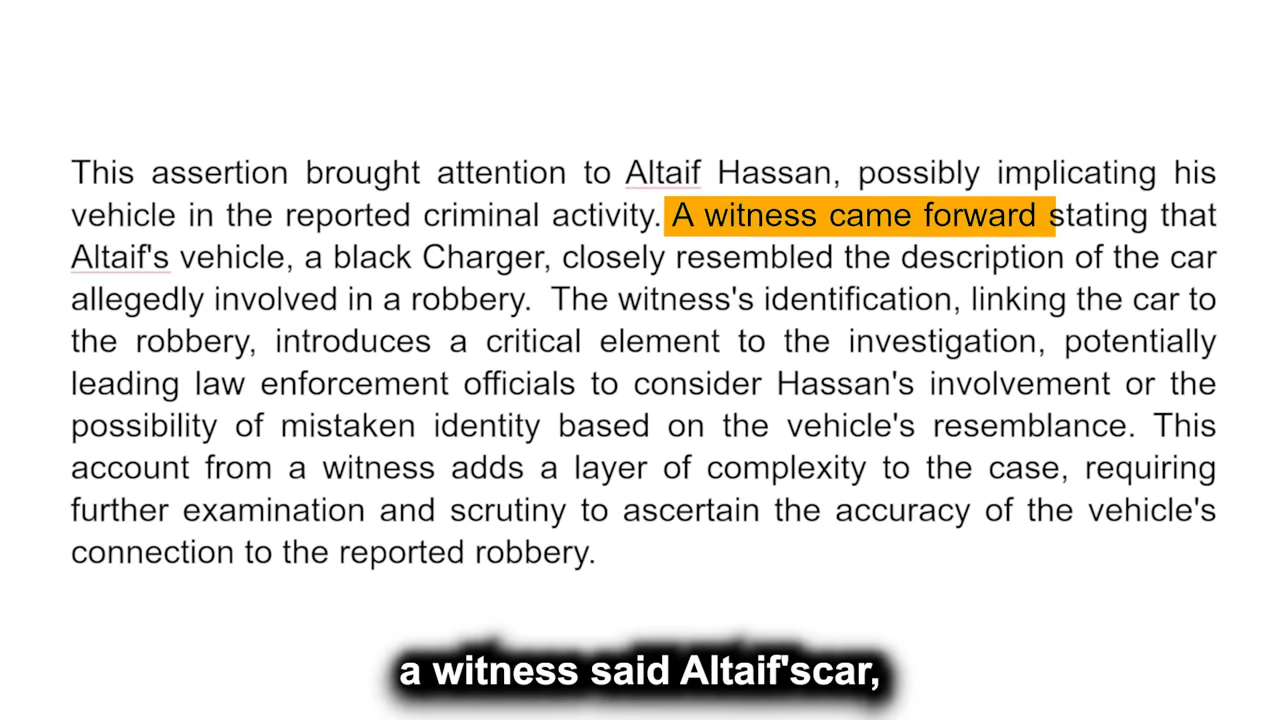 This assertion brought attention to Altaif Hassan, possibly implicating his
vehicle in the reported criminal activity. A witness came forward stating that
Altaif's vehicle, a black Charger, closely resembled the description of the car
allegedly involved in a robbery. The witness's identification, linking the car to
the robbery, introduces a critical element to the investigation, potentially
leading law enforcement officials to consider Hassan's involvement or the
possibility of mistaken identity based on the vehicle's resemblance. This
account from a witness adds a layer of complexity to the case, requiring
further examination and scrutiny to ascertain the accuracy of the vehicle's
connection to the reported robbery.
a witness said Altaif'scar,